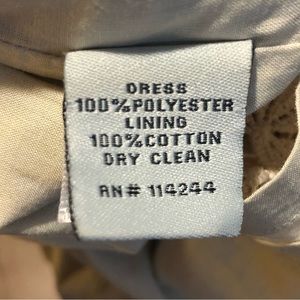 DRESS
100%POLYESTER
LINING
100%COTTON
DRY CLEAN
RN# 114244